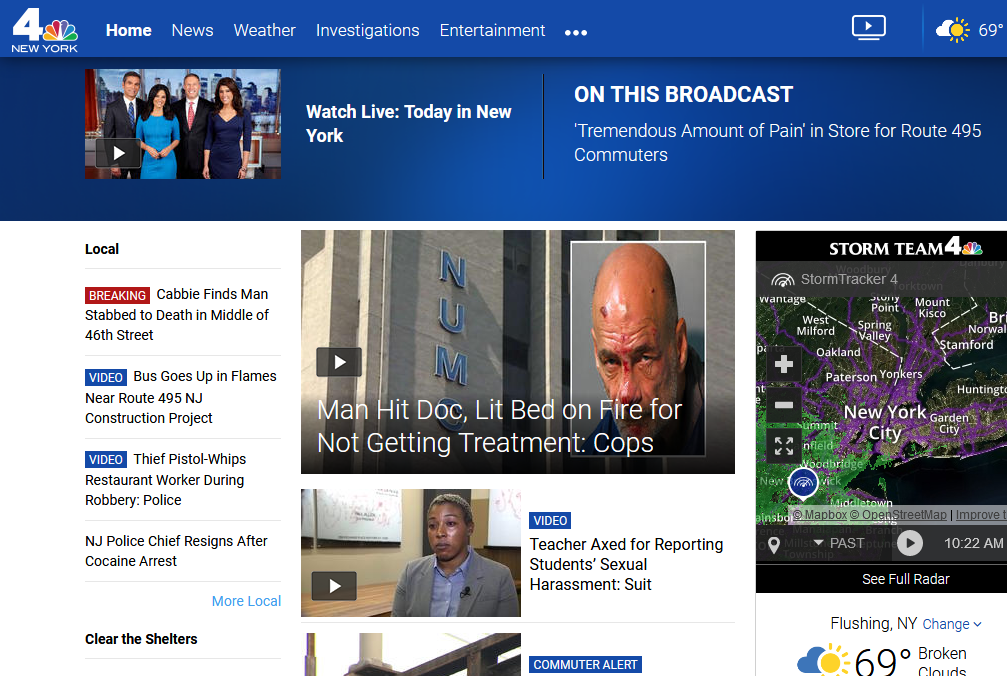 4
NEW YORK
Home News Weather Investigations Entertainment •••
69°
Watch Live: Today in New
York
ON THIS BROADCAST
'Tremendous Amount of Pain' in Store for Route 495
Commuters
Local
BREAKING Cabbie Finds Man
Stabbed to Death in Middle of
46th Street
VIDEO Bus Goes Up in Flames
Near Route 495 NJ
Construction Project
VIDEO Thief Pistol-Whips
Restaurant Worker During
Robbery: Police
NJ Police Chief Resigns After
Cocaine Arrest
More Local
Clear the Shelters
NUMC
Man Hit Doc, Lit Bed on Fire for
Not Getting Treatment: Cops
VIDEO
Teacher Axed for Reporting
Students' Sexual
Harassment: Suit
COMMUTER ALERT
STORM TEAM 4
Woodbury
StormTracker 4
Yorktown
Wantage
Stony
Point
Mount
Kisco
West
Milford
Spring
Valley
Stamford
Oakland
Paterson
Yonkers
New York
City
Garden
City
Woodbridge
Middletown
© Mapbox © OpenStreetMap | Improve t
PAST
10:22 AM
See Full Radar
Flushing, NY Change
69° Broken
Clouds